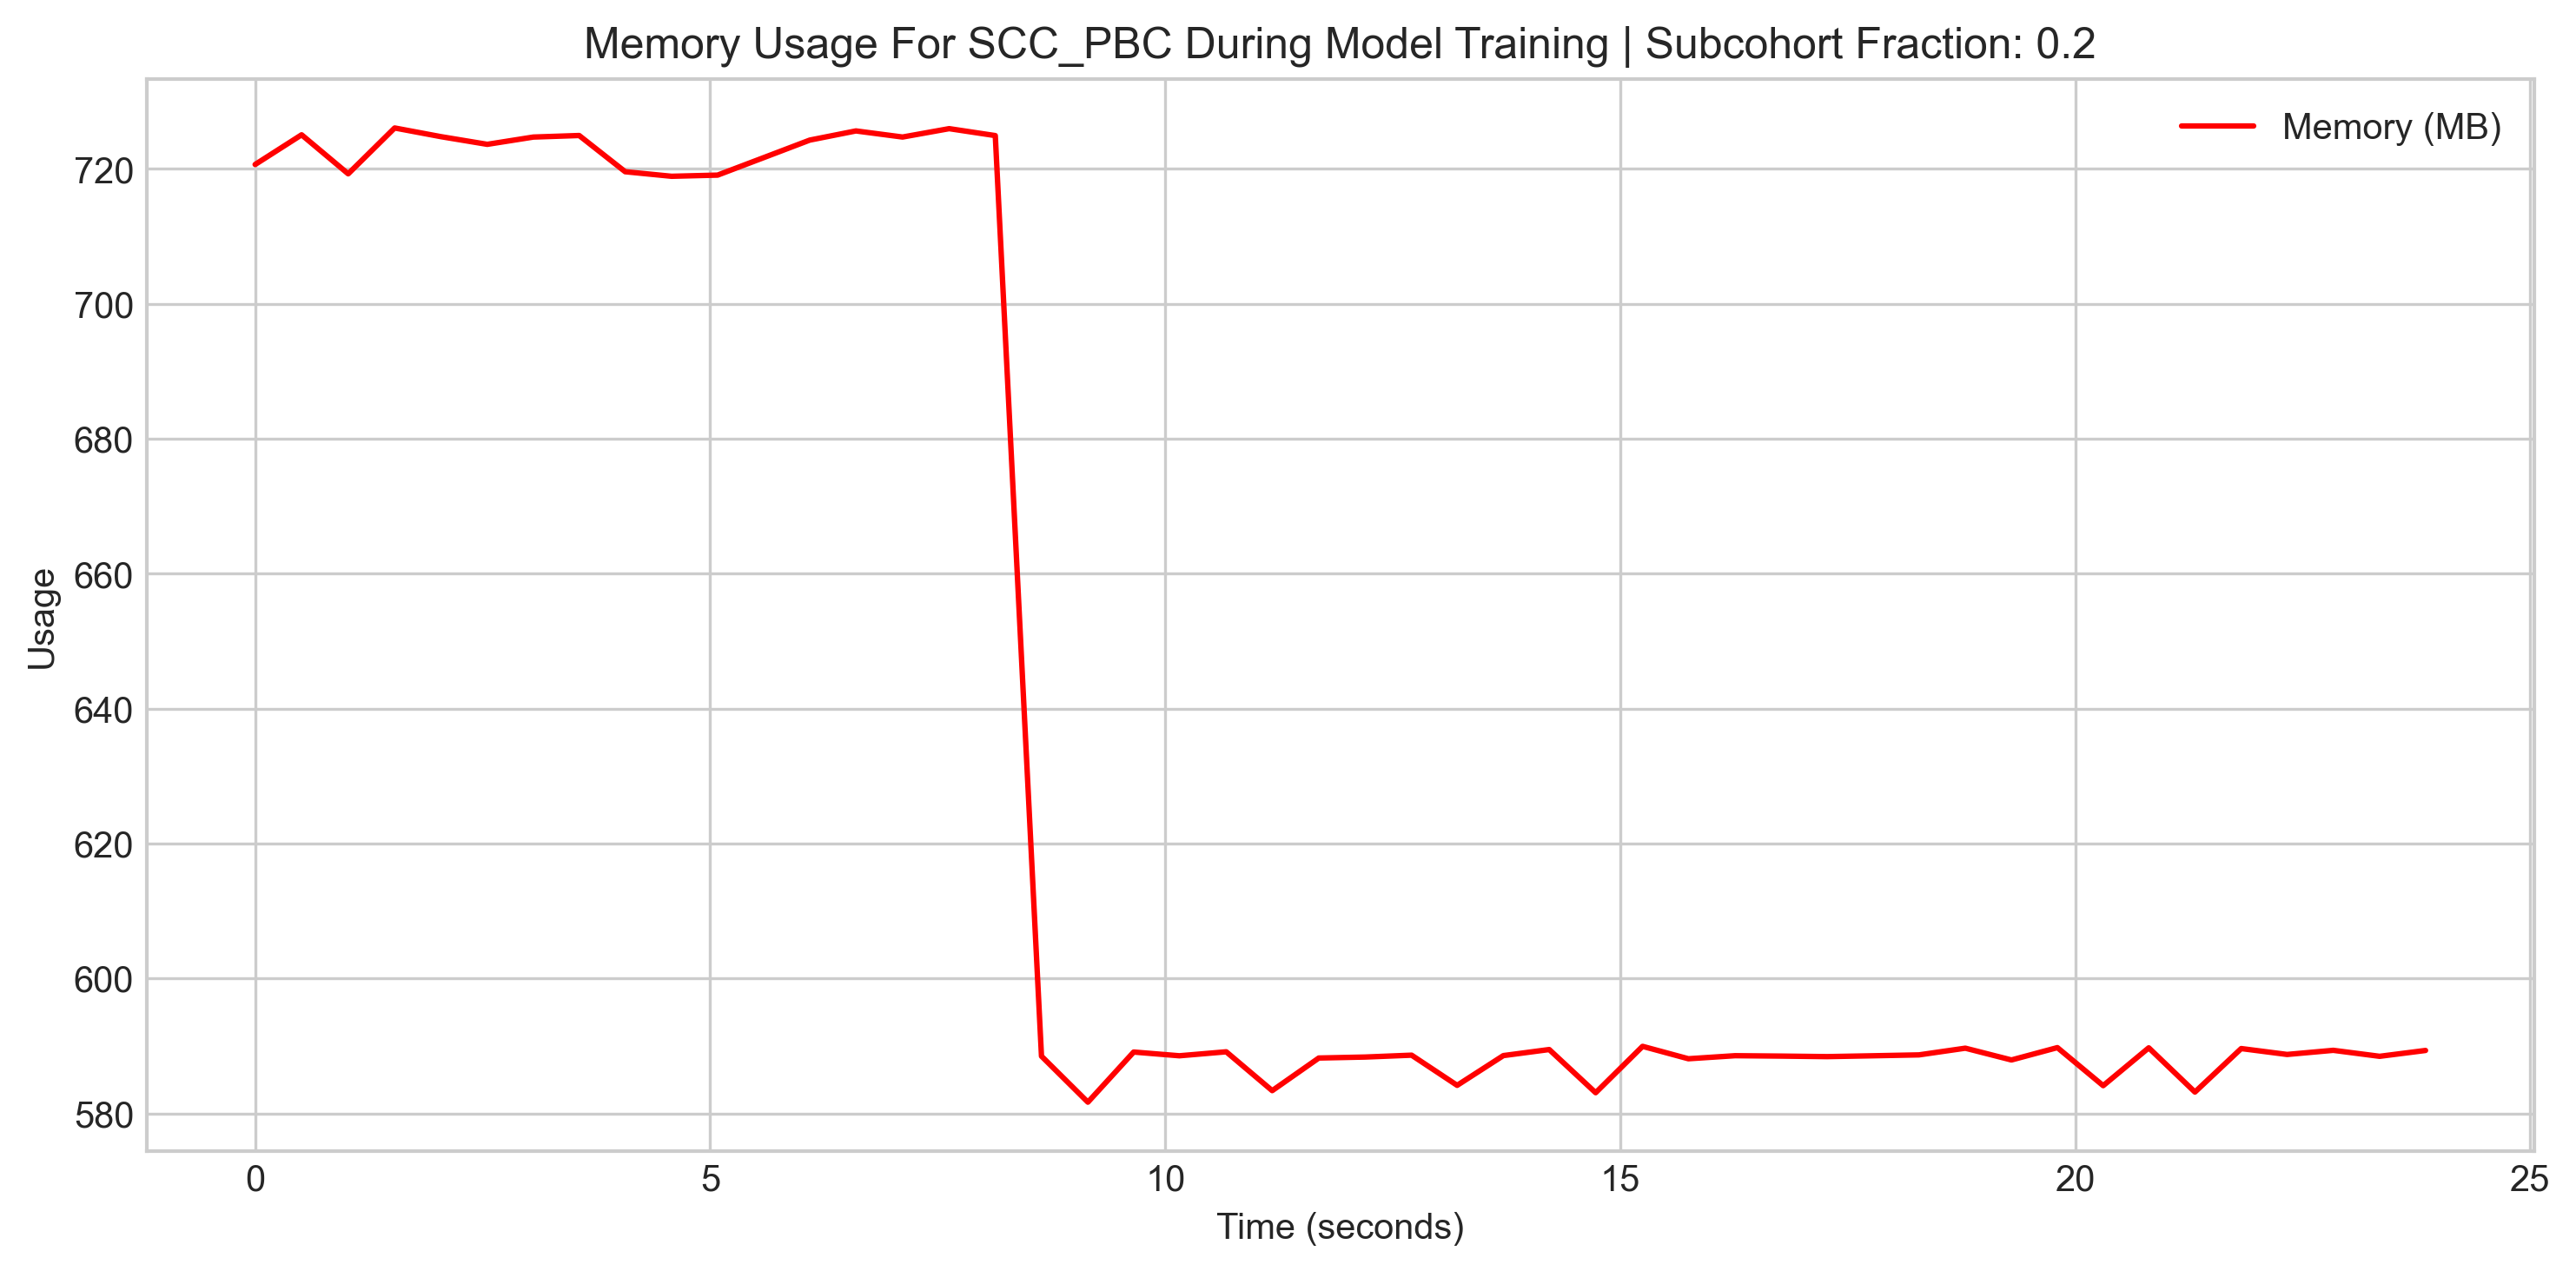 Memory Usage For SCC_PBC During Model Training | Subcohort Fraction: 0.2
Memory (MB)
720
700
680
660
640
620
600
580
Usage
0 5 10 15 20 25
Time (seconds)